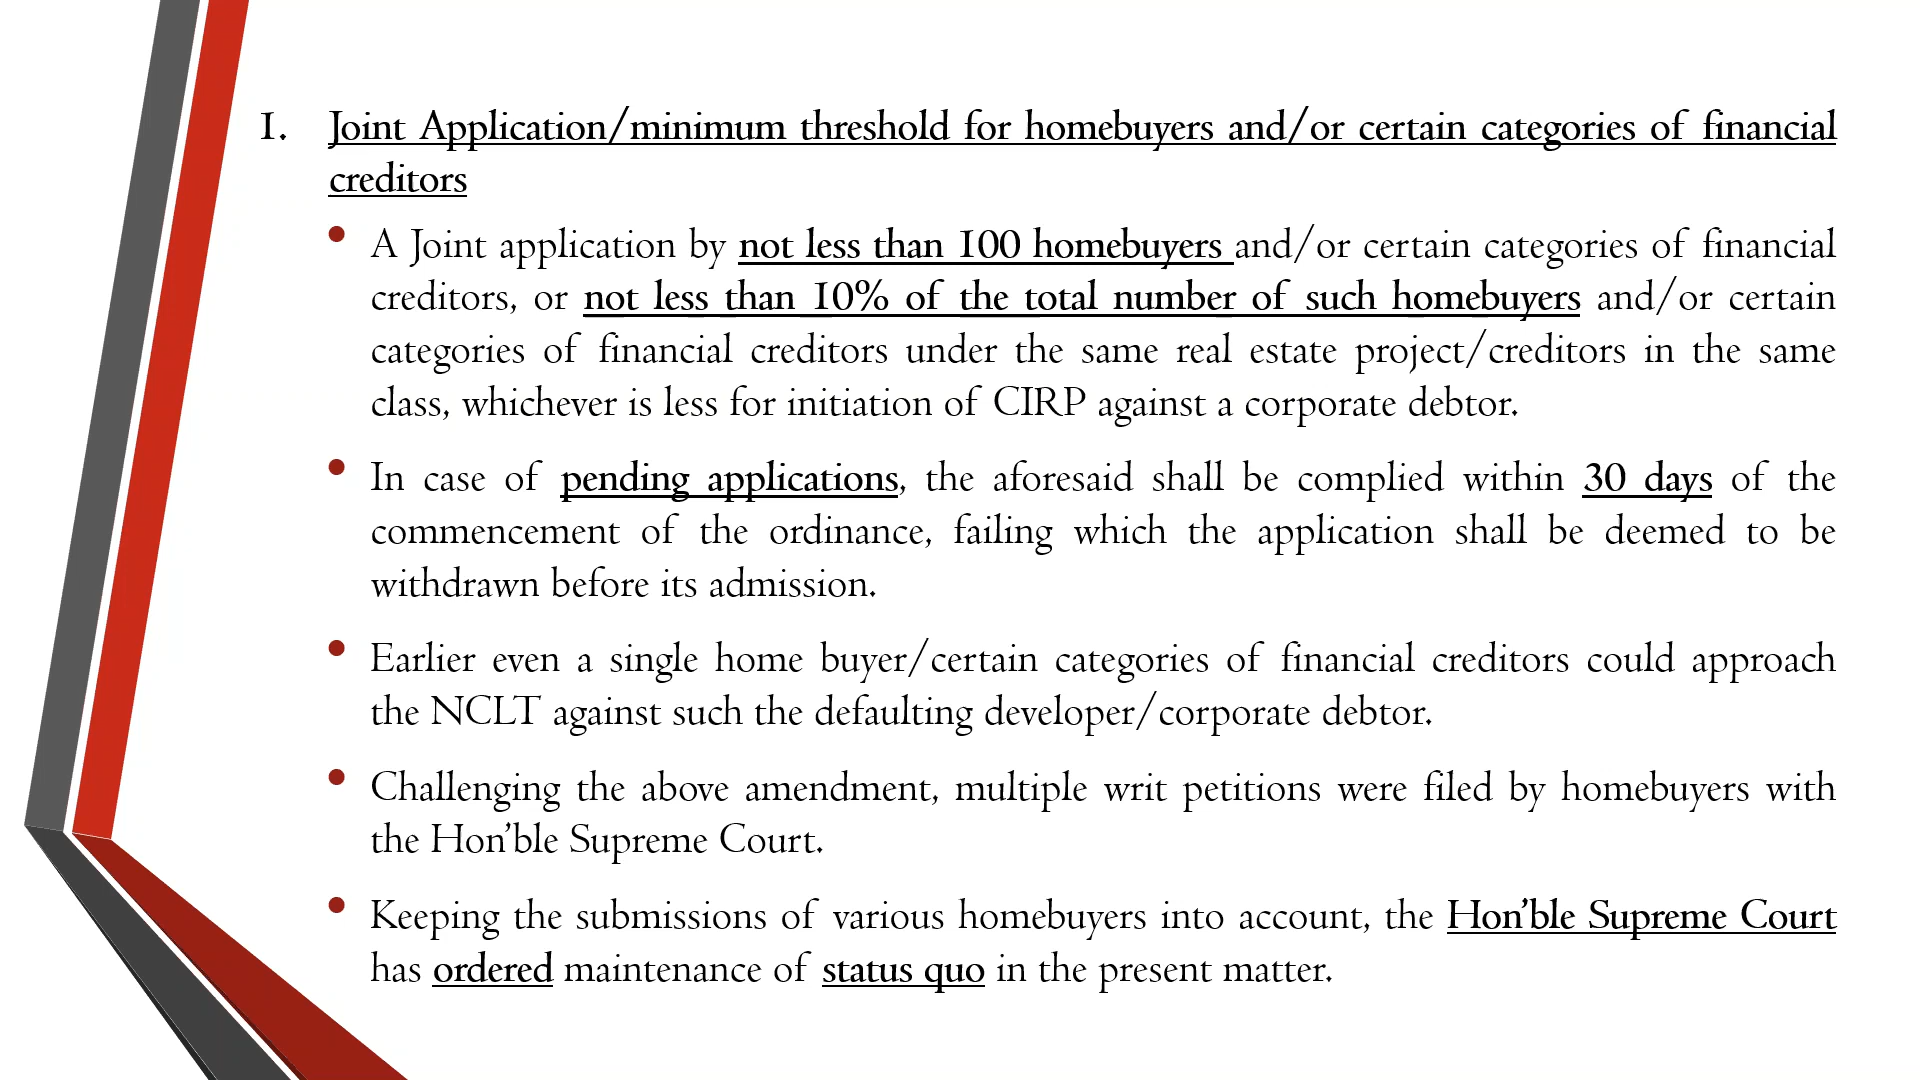 1. Joint Application/minimum threshold for homebuyers and/or certain categories of financial
creditors
• A Joint application by not less than 100 homebuyers and/or certain categories of financial
creditors, or not less than 10% of the total number of such homebuyers and/or certain
categories of financial creditors under the same real estate project/creditors in the same
class, whichever is less for initiation of CIRP against a corporate debtor.
• In case of pending applications, the aforesaid shall be complied within 30 days of the
commencement of the ordinance, failing which the application shall be deemed to be
withdrawn before its admission.
• Earlier even a single home buyer/certain categories of financial creditors could approach
the NCLT against such the defaulting developer/corporate debtor.
• Challenging the above amendment, multiple writ petitions were filed by homebuyers with
the Hon’ble Supreme Court.
• Keeping the submissions of various homebuyers into account, the Hon’ble Supreme Court
has ordered maintenance of status quo in the present matter.